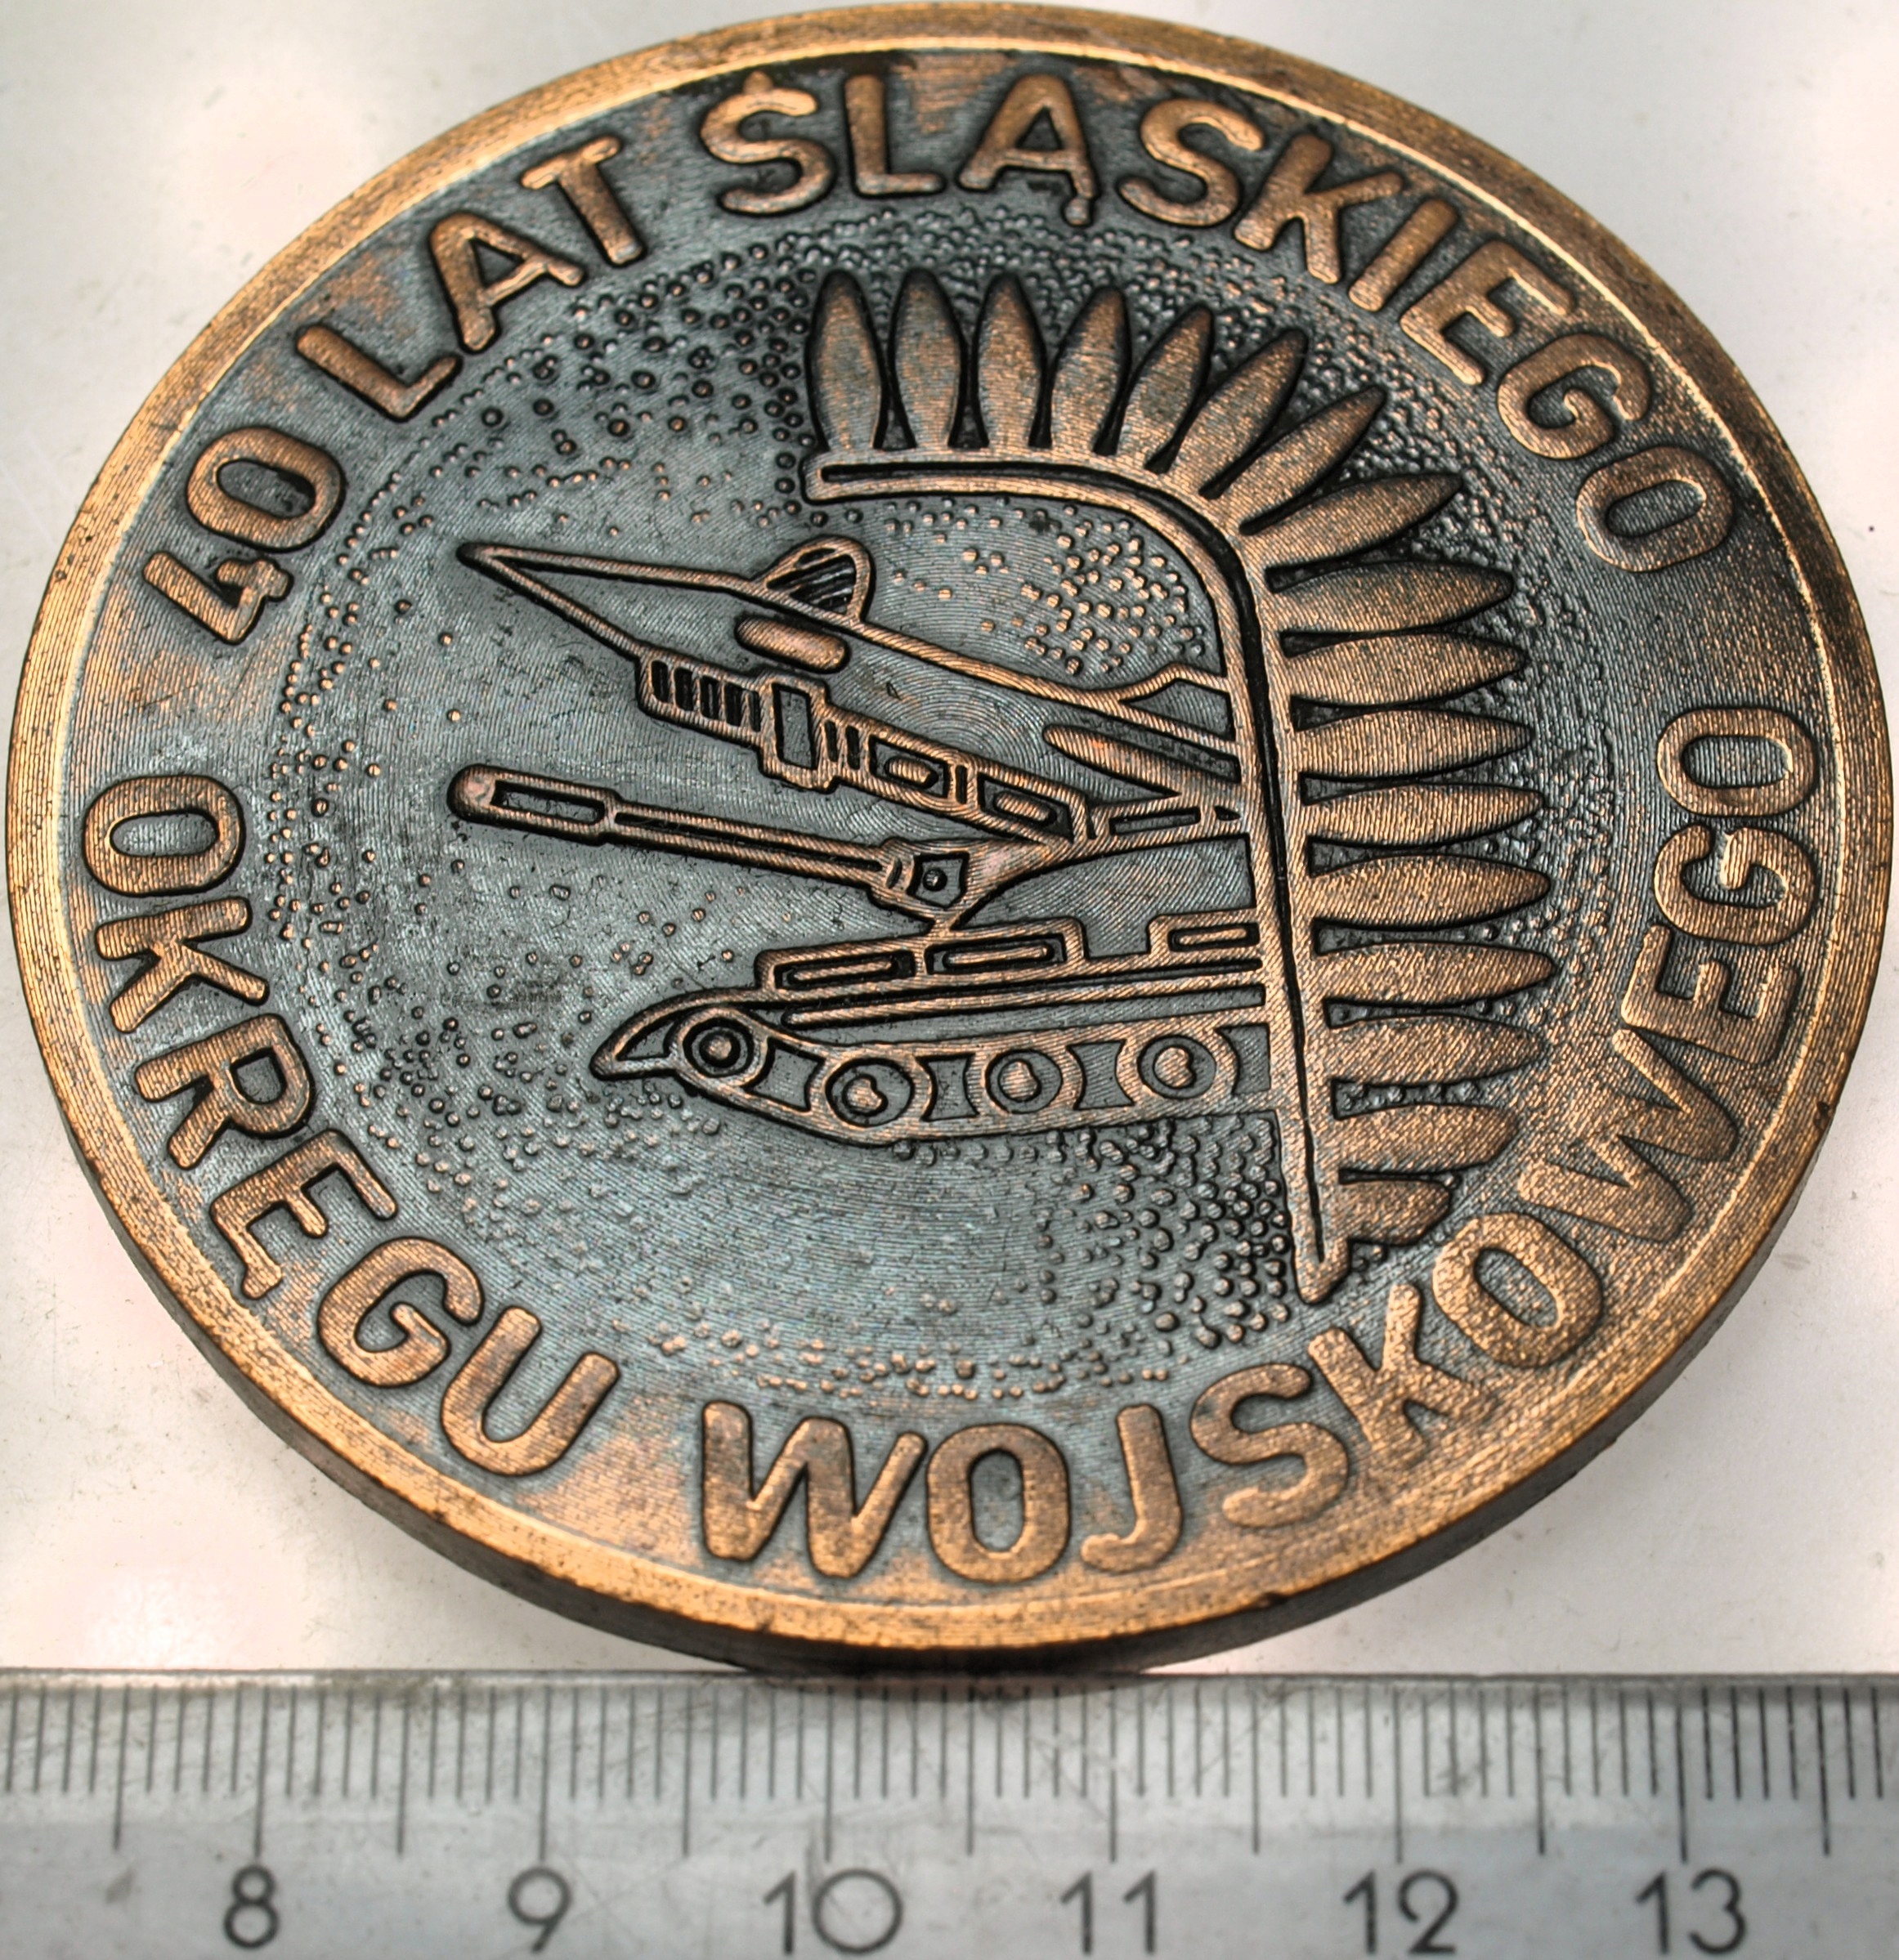 40 LAT ŚLĄSKIEGO
OKRĘGU WOJSKOWEGO
8 9 10 11 12 13